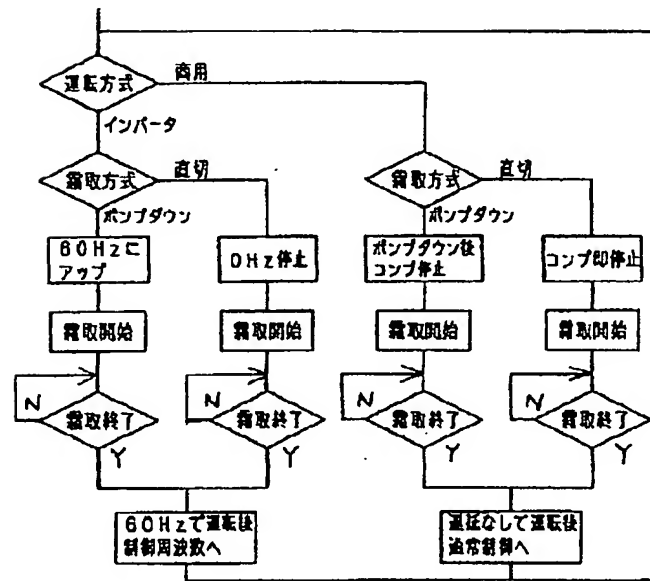 運転方式
商用
インバータ
霜取方式
直切
霜取方式
直切
ポンプダウン
ポンプダウン
60Hzに
アップ
0Hz停止
ポンプダウン後
コンプ停止
コンプ即停止
霜取開始
霜取開始
霜取開始
霜取開始
N
霜取終了
Y
N
霜取終了
Y
N
霜取終了
Y
N
霜取終了
Y
60Hzで運転後
制御周波数へ
遅延なしで運転後
通常制御へ